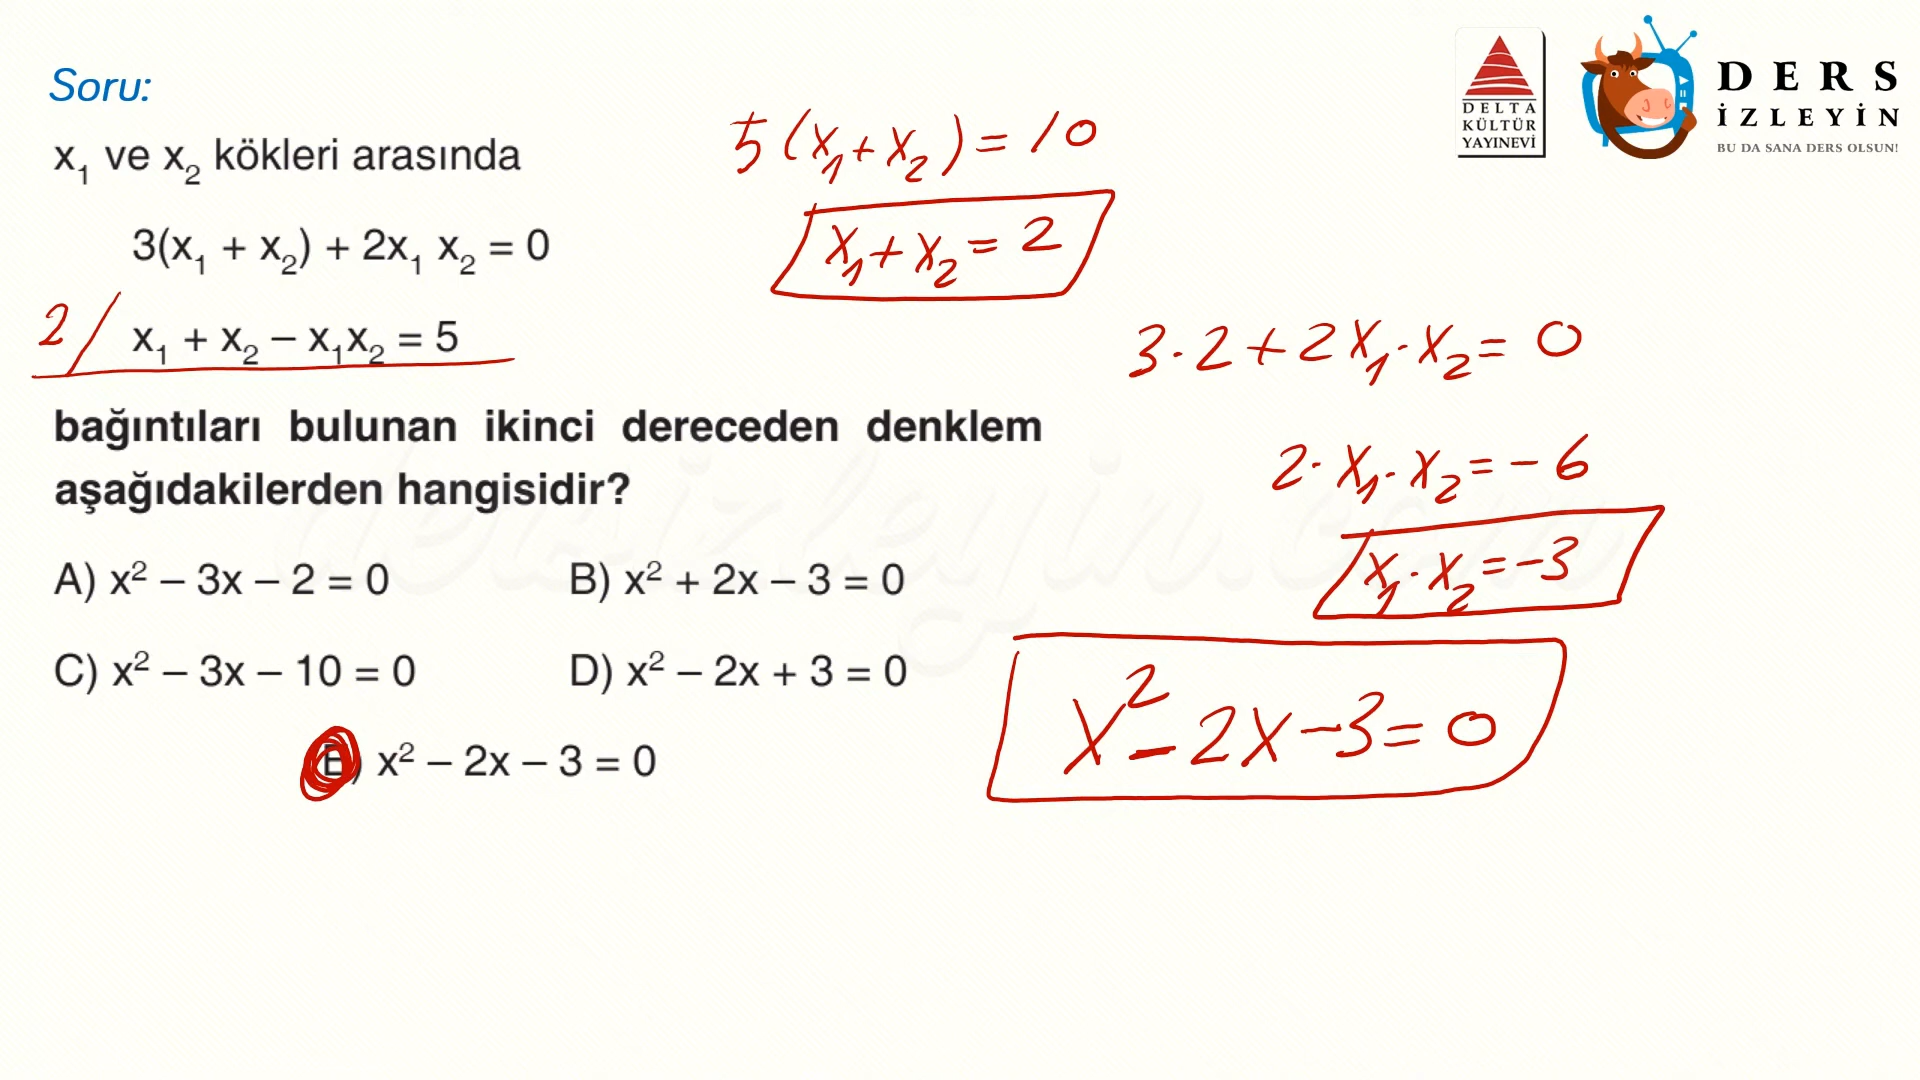 Soru:
x₁ ve x₂ kökleri arasında
3(x₁ + x₂) + 2x₁ x₂ = 0
2/ x₁ + x₂ – x₁x₂ = 5
bağıntıları bulunan ikinci dereceden denklem
aşağıdakilerden hangisidir?
A) x² – 3x – 2 = 0 B) x² + 2x – 3 = 0
C) x² – 3x – 10 = 0 D) x² – 2x + 3 = 0
E) x² – 2x – 3 = 0
5(x₁+x₂)=10
x₁+x₂=2
3·2+2x₁·x₂=0
2·x₁·x₂=-6
x₁·x₂=-3
x²-2x-3=0
DELTA
KÜLTÜR
YAYINEVİ
DERS
İZLEYİN
BU DA SANA DERS OLSUN!
dersizleyin.com